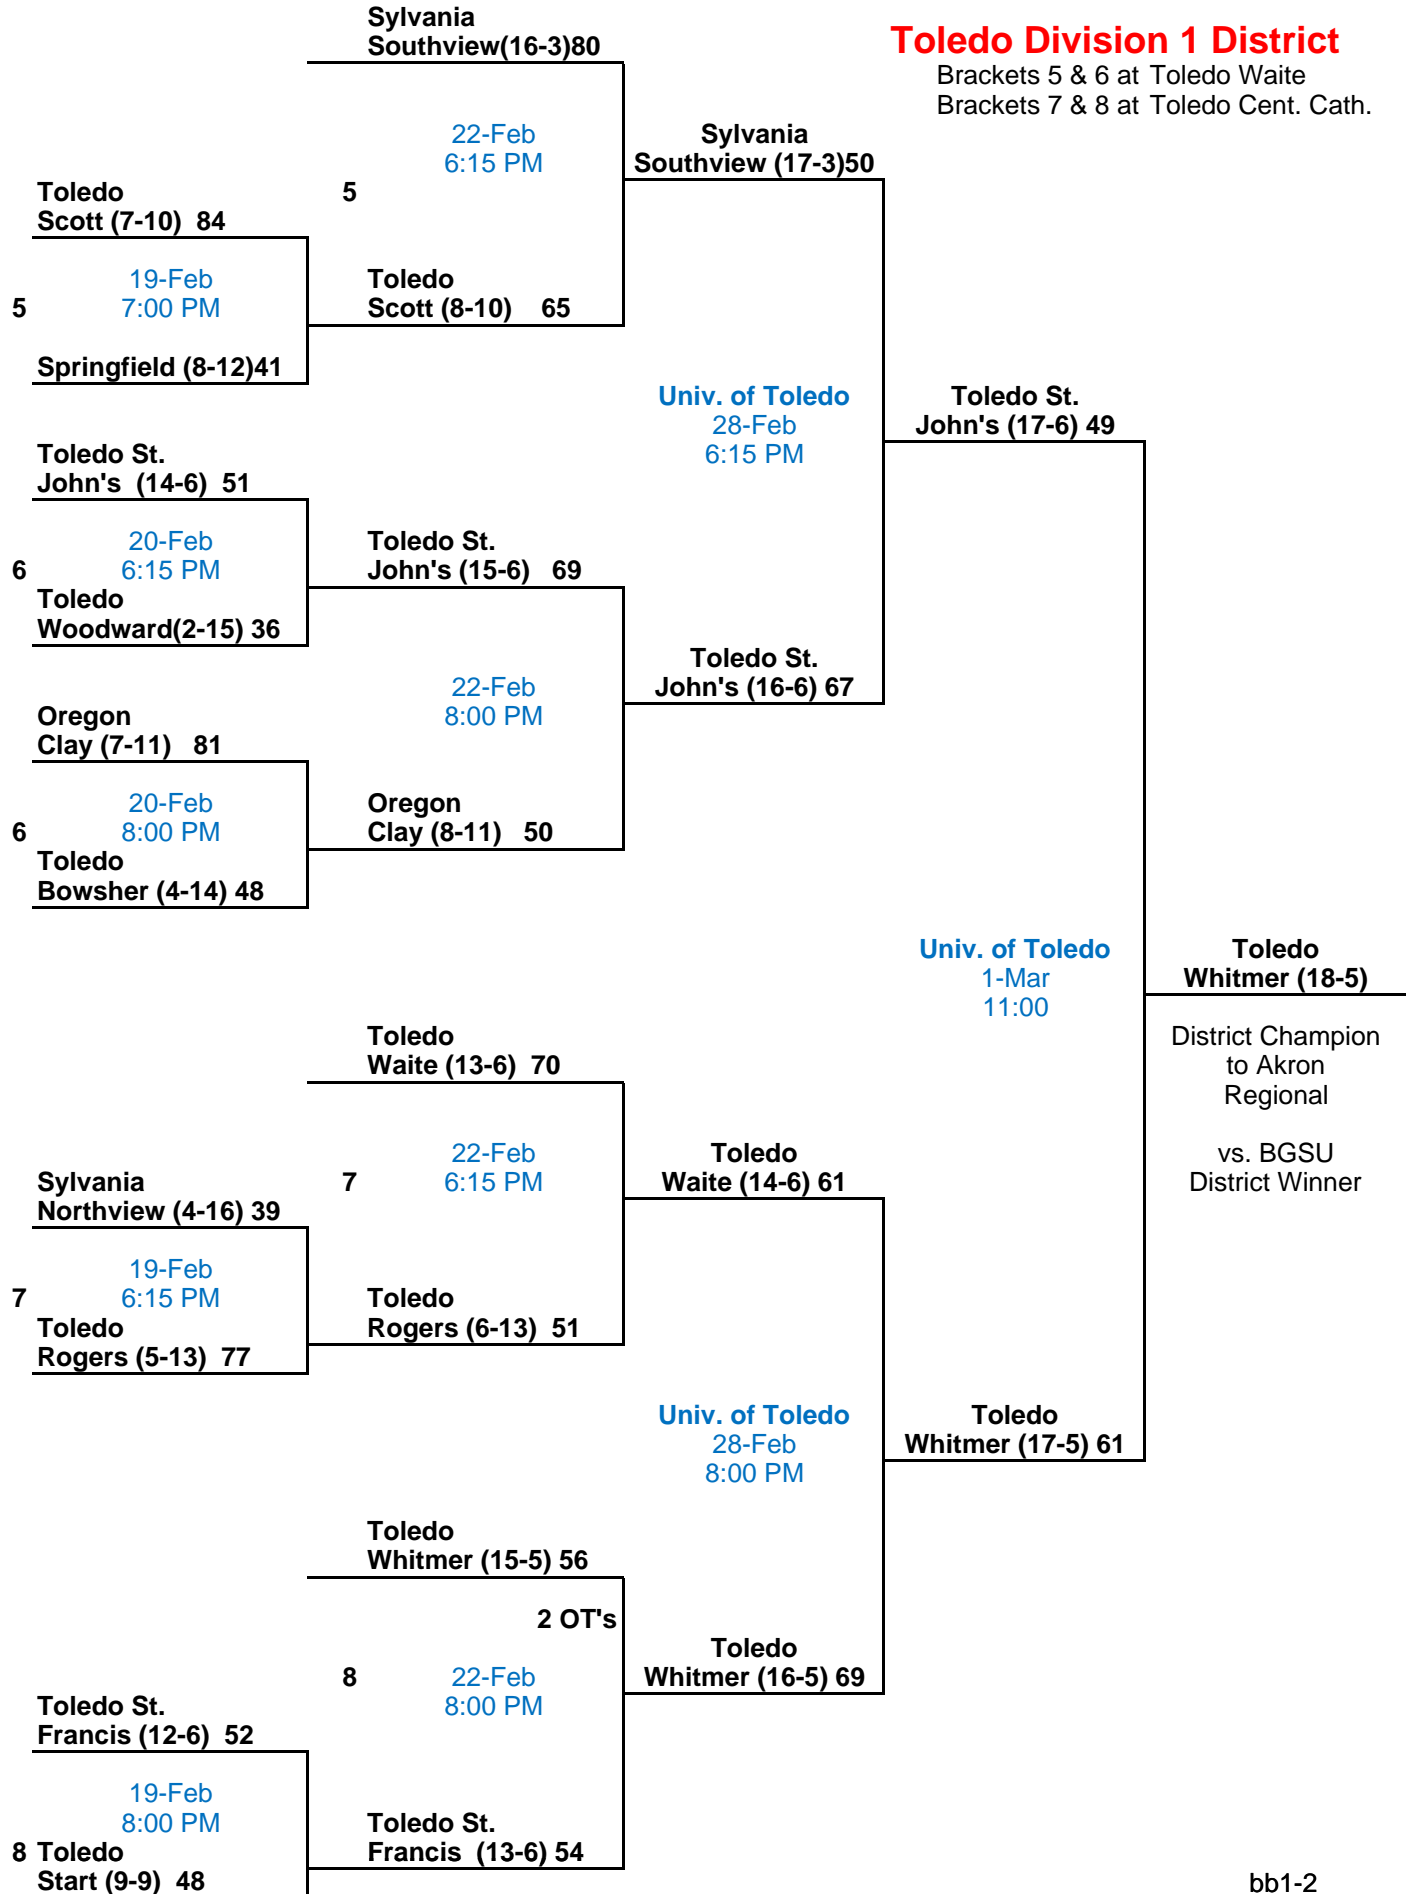 Sylvania
Southview(16-3)80
Toledo Division 1 District
Brackets 5 & 6 at Toledo Waite
Brackets 7 & 8 at Toledo Cent. Cath.
22-Feb
6:15 PM
Sylvania
Southview (17-3)50
Toledo
Scott (7-10) 84
5
19-Feb
7:00 PM
5
Toledo
Scott (8-10) 65
Springfield (8-12)41
Univ. of Toledo
28-Feb
6:15 PM
Toledo St.
John's (17-6) 49
Toledo St.
John's (14-6) 51
20-Feb
6:15 PM
6
Toledo St.
John's (15-6) 69
Toledo
Woodward(2-15) 36
Toledo St.
John's (16-6) 67
22-Feb
8:00 PM
Oregon
Clay (7-11) 81
20-Feb
8:00 PM
6
Oregon
Clay (8-11) 50
Toledo
Bowsher (4-14) 48
Univ. of Toledo
1-Mar
11:00
Toledo
Whitmer (18-5)
District Champion
to Akron
Regional
vs. BGSU
District Winner
Toledo
Waite (13-6) 70
22-Feb
6:15 PM
7
Toledo
Waite (14-6) 61
Sylvania
Northview (4-16) 39
19-Feb
6:15 PM
7
Toledo
Rogers (6-13) 51
Toledo
Rogers (5-13) 77
Univ. of Toledo
28-Feb
8:00 PM
Toledo
Whitmer (17-5) 61
Toledo
Whitmer (15-5) 56
2 OT's
8
22-Feb
8:00 PM
Toledo
Whitmer (16-5) 69
Toledo St.
Francis (12-6) 52
19-Feb
8:00 PM
Toledo St.
Francis (13-6) 54
8 Toledo
Start (9-9) 48
bb1-2